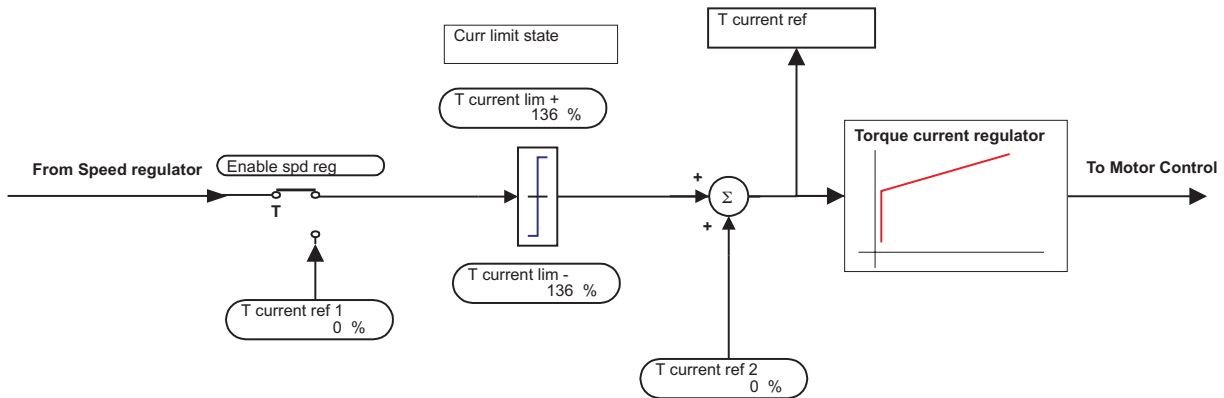 T current ref
Curr limit state
T current lim +
136 %
From Speed regulator
Enable spd reg
T
Torque current regulator
To Motor Control
+
Σ
+
T current lim -
136 %
T current ref 1
0 %
T current ref 2
0 %